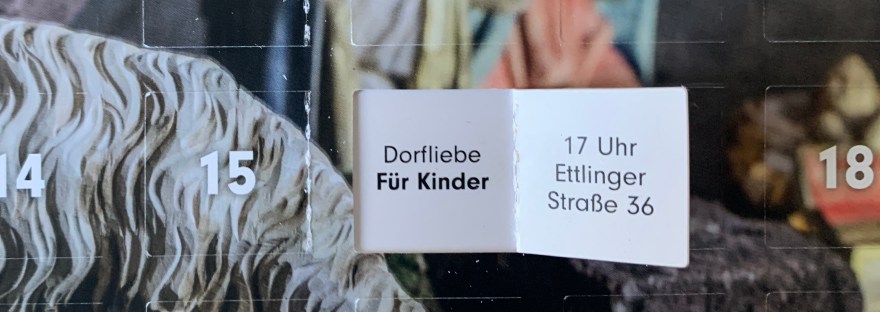 14
15
Dorfliebe
Für Kinder
17 Uhr
Ettlinger
Straße 36
18